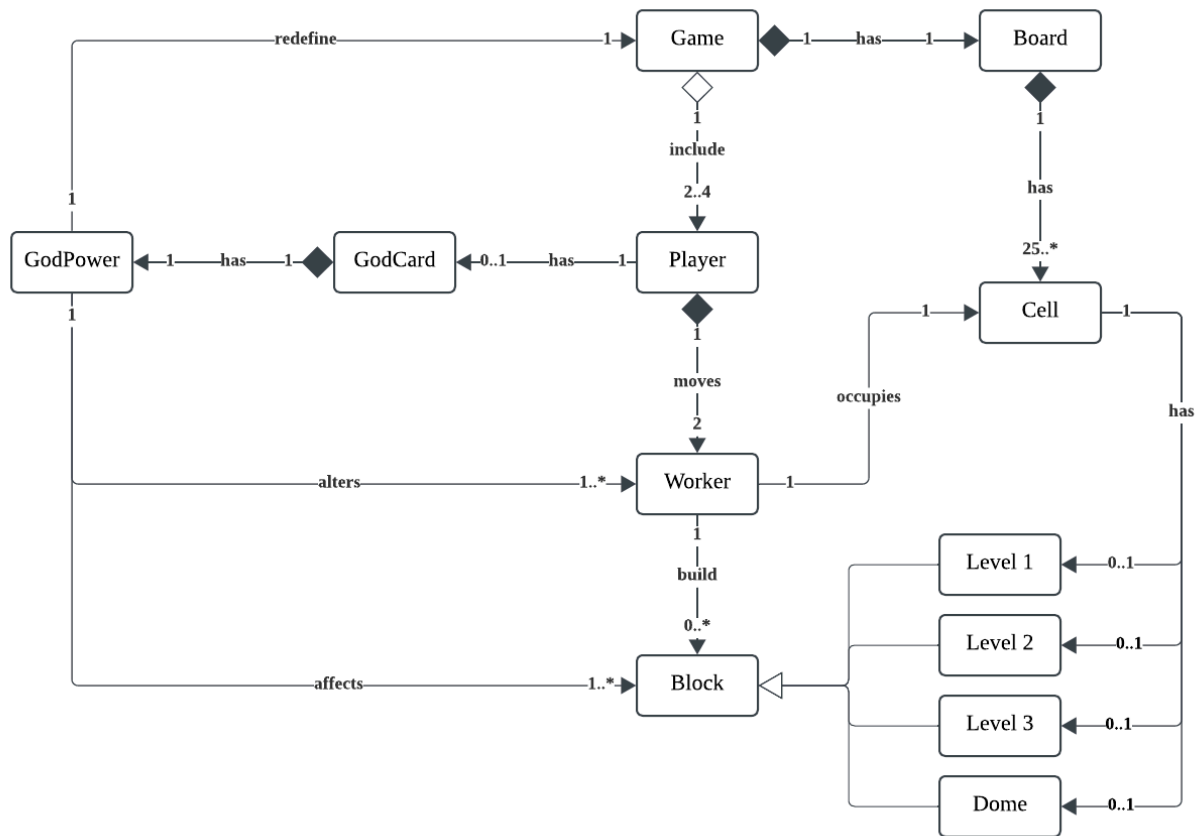 redefine 1 Game 1 has 1 Board
1 1
include
1 2..4 has
25..*
GodPower 1 has 1 GodCard 0..1 has 1 Player
1 1 1 Cell 1
moves
occupies has
2
alters 1..* Worker 1
1
build Level 1 0..1
0..*
Level 2 0..1
affects 1..* Block
Level 3 0..1
Dome 0..1